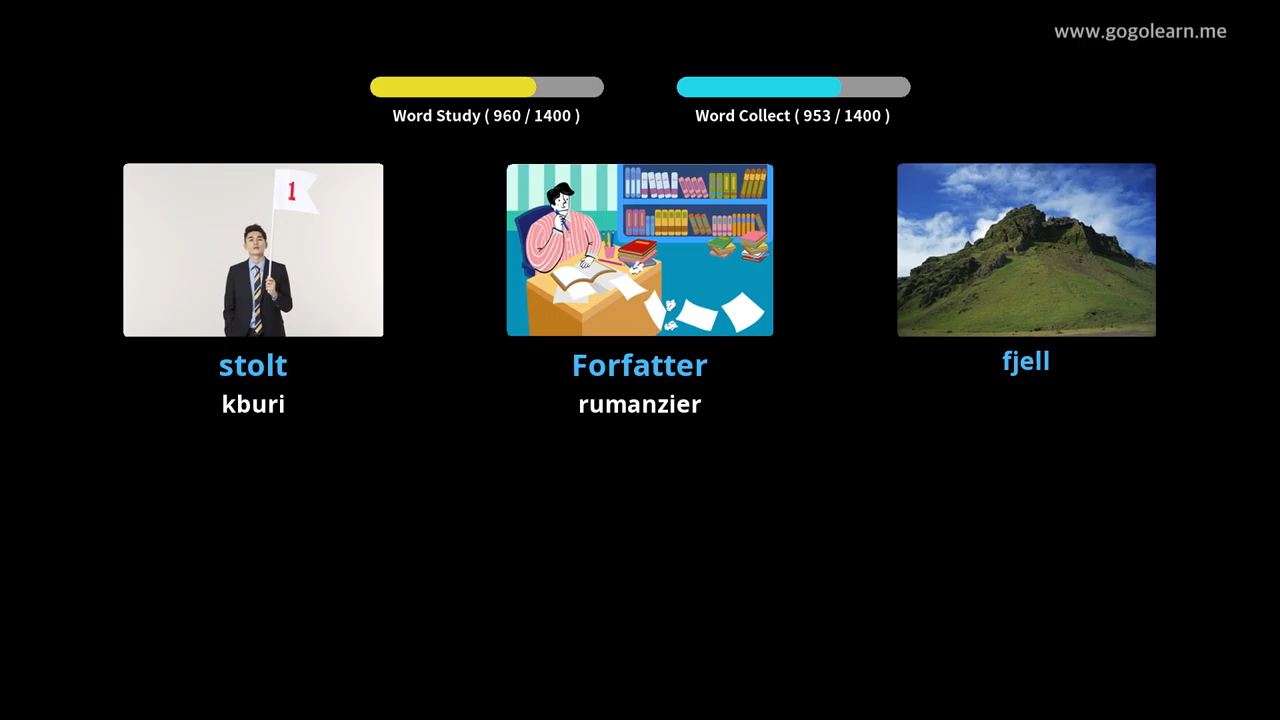 www.gogolearn.me
Word Study ( 960 / 1400 )
Word Collect ( 953 / 1400 )
1
stolt
Forfatter
fjell
kburi
rumanzier